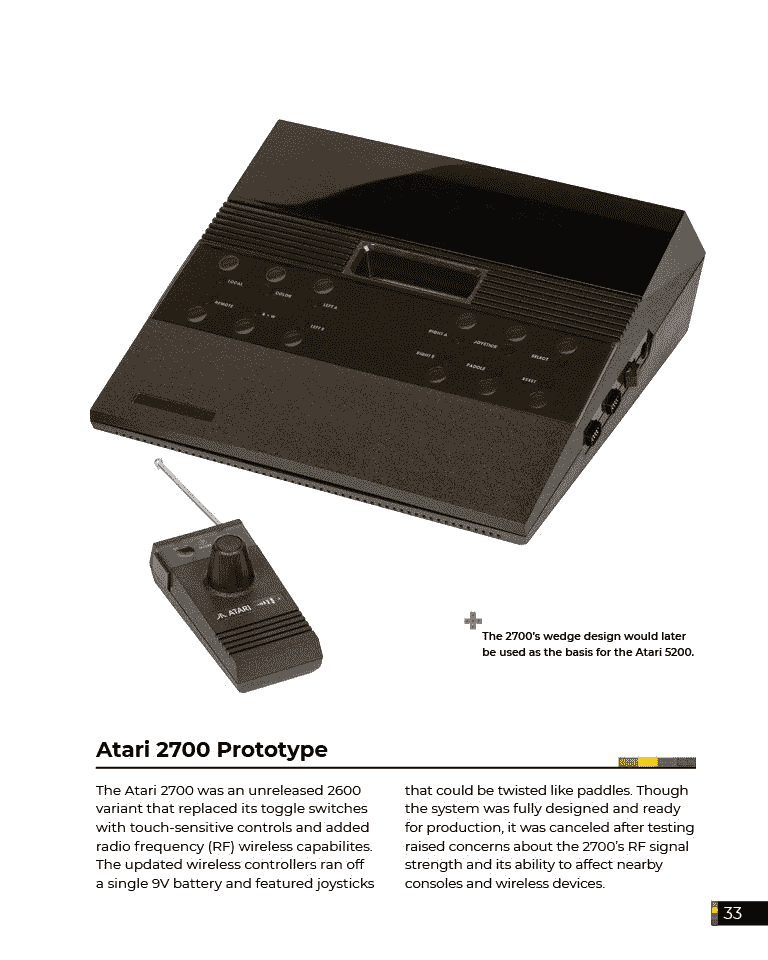 LOCAL
COLOR
LEFT A
REMOTE
B • W
LEFT B
RIGHT A
JOYSTICK
SELECT
RIGHT B
PADDLE
RESET
ATARI
The 2700's wedge design would later
be used as the basis for the Atari 5200.
Atari 2700 Prototype
The Atari 2700 was an unreleased 2600
variant that replaced its toggle switches
with touch-sensitive controls and added
radio frequency (RF) wireless capabilites.
The updated wireless controllers ran off
a single 9V battery and featured joysticks
that could be twisted like paddles. Though
the system was fully designed and ready
for production, it was canceled after testing
raised concerns about the 2700's RF signal
strength and its ability to affect nearby
consoles and wireless devices.
33